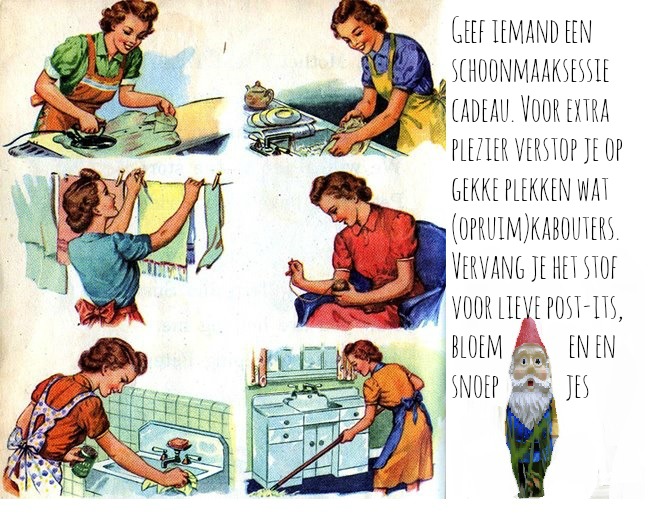 Geef iemand een
schoonmaaksessie
cadeau. Voor extra
plezier verstop je op
gekke plekken wat
(opruim)kabouters.
Vervang je het stof
voor lieve post-its,
bloem en en
snoep jes